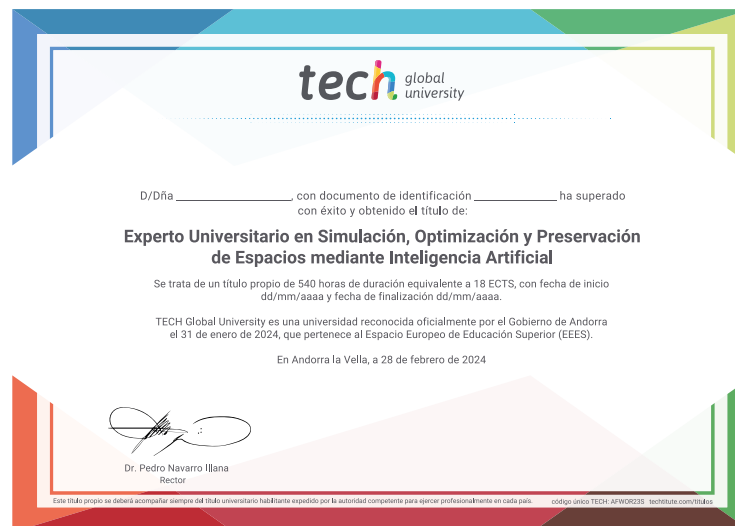 tech global university
D/Dña ____________________, con documento de identificación ______________ ha superado
con éxito y obtenido el título de:
Experto Universitario en Simulación, Optimización y Preservación
de Espacios mediante Inteligencia Artificial
Se trata de un título propio de 540 horas de duración equivalente a 18 ECTS, con fecha de inicio
dd/mm/aaaa y fecha de finalización dd/mm/aaaa.
TECH Global University es una universidad reconocida oficialmente por el Gobierno de Andorra
el 31 de enero de 2024, que pertenece al Espacio Europeo de Educación Superior (EEES).
En Andorra la Vella, a 28 de febrero de 2024
Dr. Pedro Navarro Illana
Rector
Este título propio se deberá acompañar siempre del título universitario habilitante expedido por la autoridad competente para ejercer profesionalmente en cada país. código único TECH: AFWOR235 techtitute.com/titulos